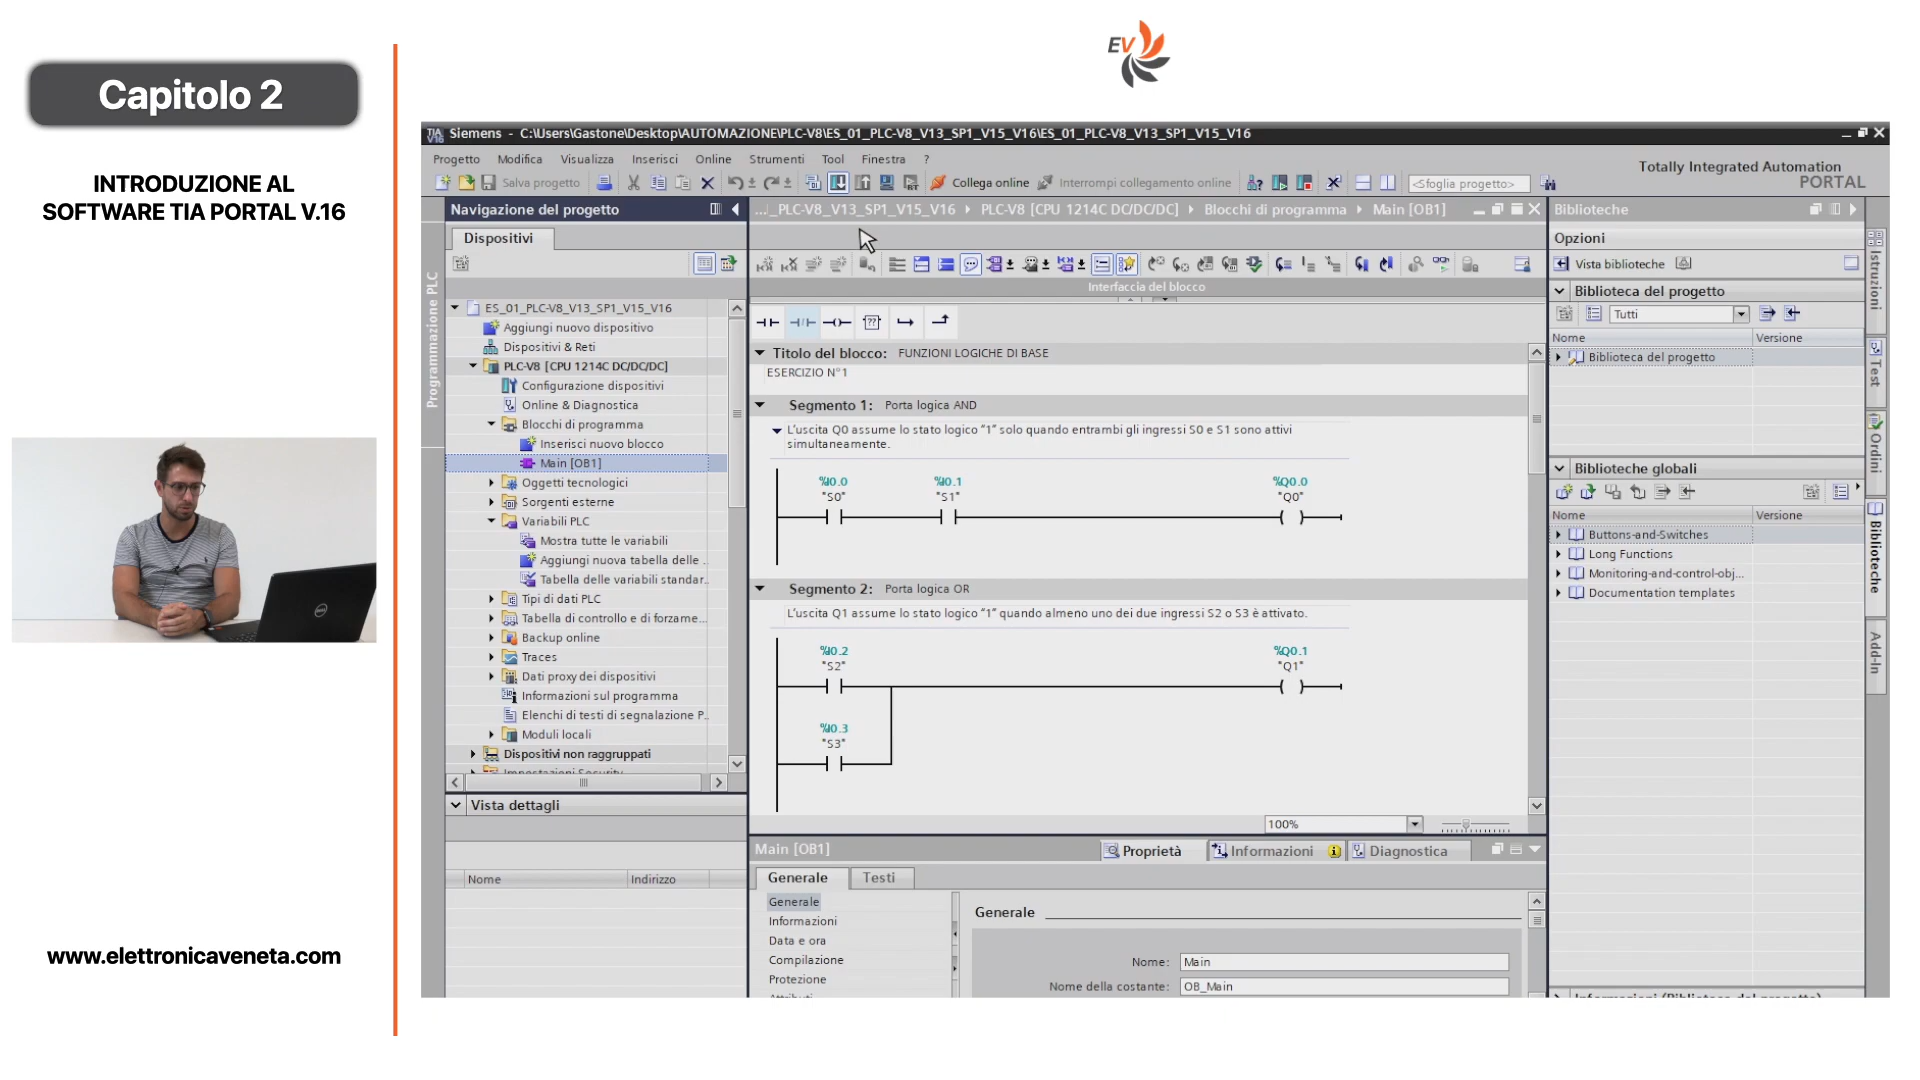 Capitolo 2
INTRODUZIONE AL
SOFTWARE TIA PORTAL V.16
www.elettronicaveneta.com
EV
Siemens - C:\Users\Gastone\Desktop\AUTOMAZIONE\PLC-V8\ES_01_PLC-V8_V13_SP1_V15_V16\ES_01_PLC-V8_V13_SP1_V15_V16
Progetto Modifica Visualizza Inserisci Online Strumenti Tool Finestra ?
Salva progetto Collega online Interrompi collegamento online <Sfoglia progetto>
Totally Integrated Automation
PORTAL
Programmazione PLC
Navigazione del progetto
Dispositivi
ES_01_PLC-V8_V13_SP1_V15_V16
Aggiungi nuovo dispositivo
Dispositivi & Reti
PLC-V8 [CPU 1214C DC/DC/DC]
Configurazione dispositivi
Online & Diagnostica
Blocchi di programma
Inserisci nuovo blocco
Main [OB1]
Oggetti tecnologici
Sorgenti esterne
Variabili PLC
Mostra tutte le variabili
Aggiungi nuova tabella delle ..
Tabella delle variabili standar..
Tipi di dati PLC
Tabella di controllo e di forzame...
Backup online
Traces
Dati proxy dei dispositivi
Informazioni sul programma
Elenchi di testi di segnalazione P..
Moduli locali
Dispositivi non raggruppati
Impostazioni Security
Vista dettagli
Nome Indirizzo
..._PLC-V8_V13_SP1_V15_V16 PLC-V8 [CPU 1214C DC/DC/DC] Blocchi di programma Main [OB1]
Interfaccia del blocco
Titolo del blocco: FUNZIONI LOGICHE DI BASE
ESERCIZIO N°1
Segmento 1: Porta logica AND
L'uscita Q0 assume lo stato logico "1" solo quando entrambi gli ingressi S0 e S1 sono attivi
simultaneamente.
%I0.0 %I0.1 %Q0.0
"S0" "S1" "Q0"
Segmento 2: Porta logica OR
L'uscita Q1 assume lo stato logico "1" quando almeno uno dei due ingressi S2 o S3 è attivato.
%I0.2 %Q0.1
"S2" "Q1"
%I0.3
"S3"
100%
Main [OB1] Proprietà Informazioni Diagnostica
Generale Testi
Generale
Informazioni
Data e ora
Compilazione
Protezione
Attributi
Generale
Nome: Main
Nome della costante: OB_Main
Biblioteche
Opzioni
Vista biblioteche
Biblioteca del progetto
Tutti
Nome Versione
Biblioteca del progetto
Biblioteche globali
Nome Versione
Buttons-and-Switches
Long Functions
Monitoring-and-control-obj...
Documentation templates
Informazioni (Biblioteca del progetto)
Istruzioni
Test
Ordini
Biblioteche
Add-In